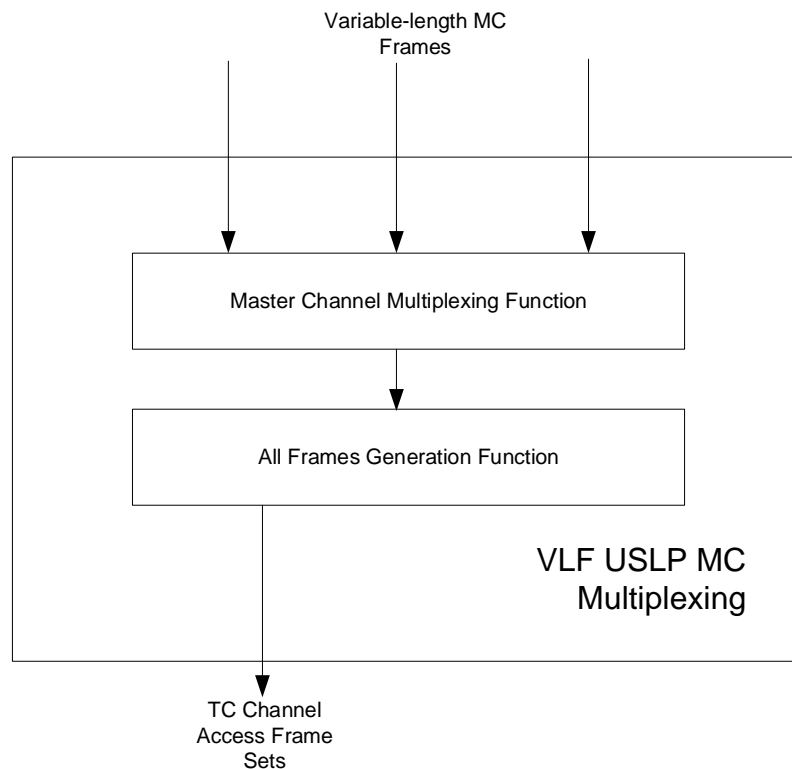 Variable-length MC
Frames
Master Channel Multiplexing Function
All Frames Generation Function
VLF USLP MC
Multiplexing
TC Channel
Access Frame
Sets